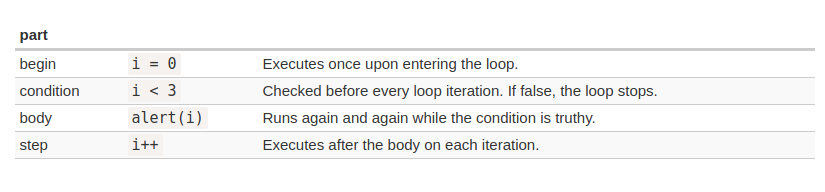 part
begin i = 0 Executes once upon entering the loop.
condition i < 3 Checked before every loop iteration. If false, the loop stops.
body alert(i) Runs again and again while the condition is truthy.
step i++ Executes after the body on each iteration.